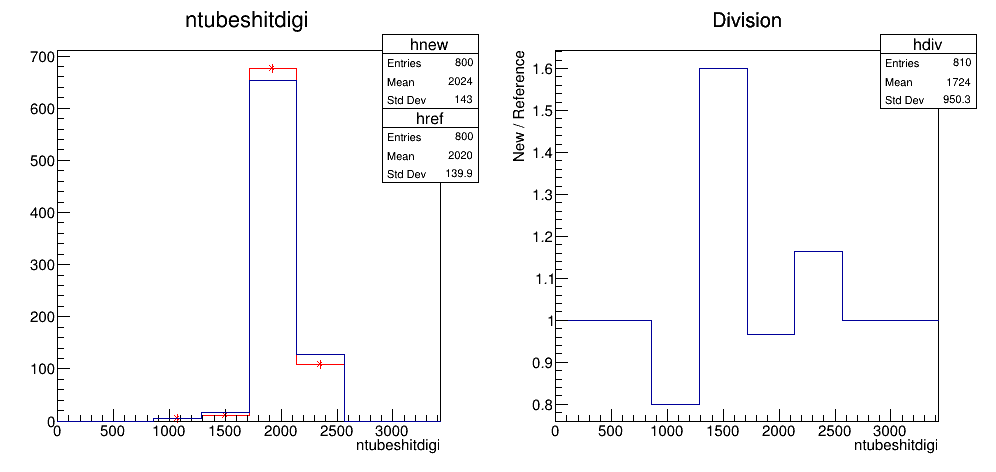 ntubeshitdigi
hnew
Entries 800
Mean 2024
Std Dev 143
href
Entries 800
Mean 2020
Std Dev 139.9
700
600
500
400
300
200
100
0
0 500 1000 1500 2000 2500 3000
ntubeshitdigi
Division
hdiv
Entries 810
Mean 1724
Std Dev 950.3
New / Reference
1.6
1.5
1.4
1.3
1.2
1.1
1
0.9
0.8
0 500 1000 1500 2000 2500 3000
ntubeshitdigi